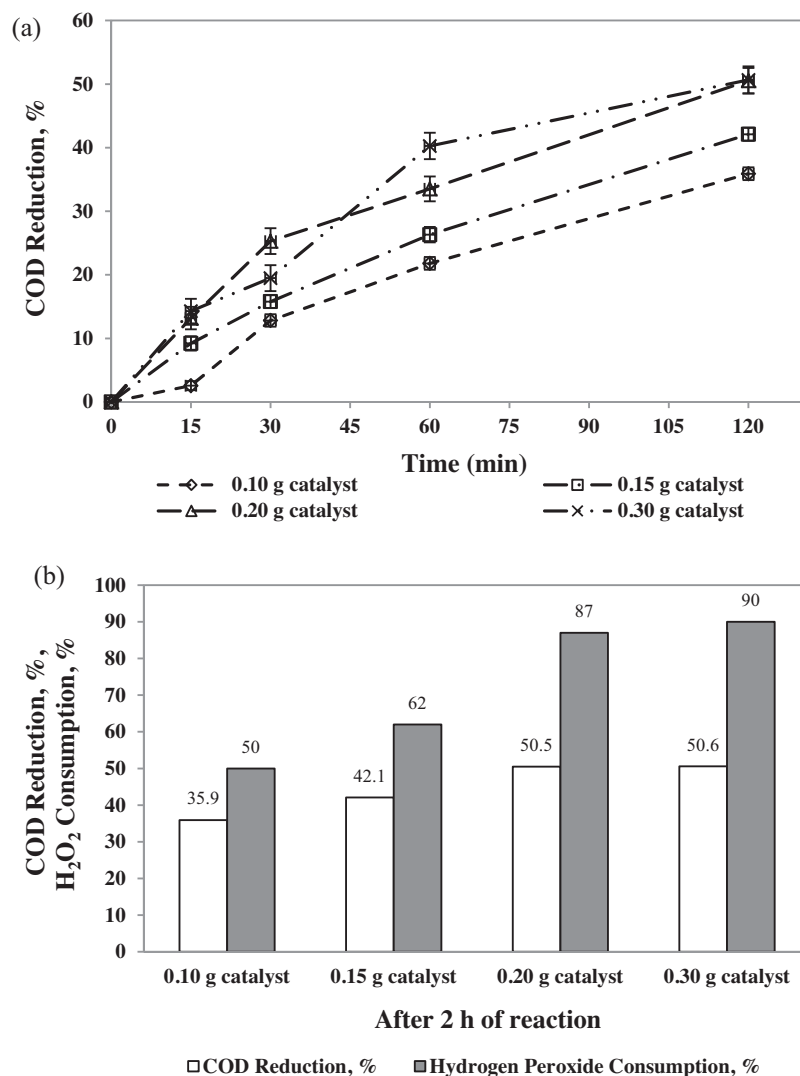 (a)
COD Reduction, %
60
50
40
30
20
10
0
0 15 30 45 60 75 90 105 120
Time (min)
0.10 g catalyst 0.15 g catalyst
0.20 g catalyst 0.30 g catalyst
(b)
COD Reduction, %,
H₂O₂ Consumption, %
100
90
80
70
60
50
40
30
20
10
0
35.9 50 42.1 62 50.5 87 50.6 90
0.10 g catalyst 0.15 g catalyst 0.20 g catalyst 0.30 g catalyst
After 2 h of reaction
COD Reduction, % Hydrogen Peroxide Consumption, %